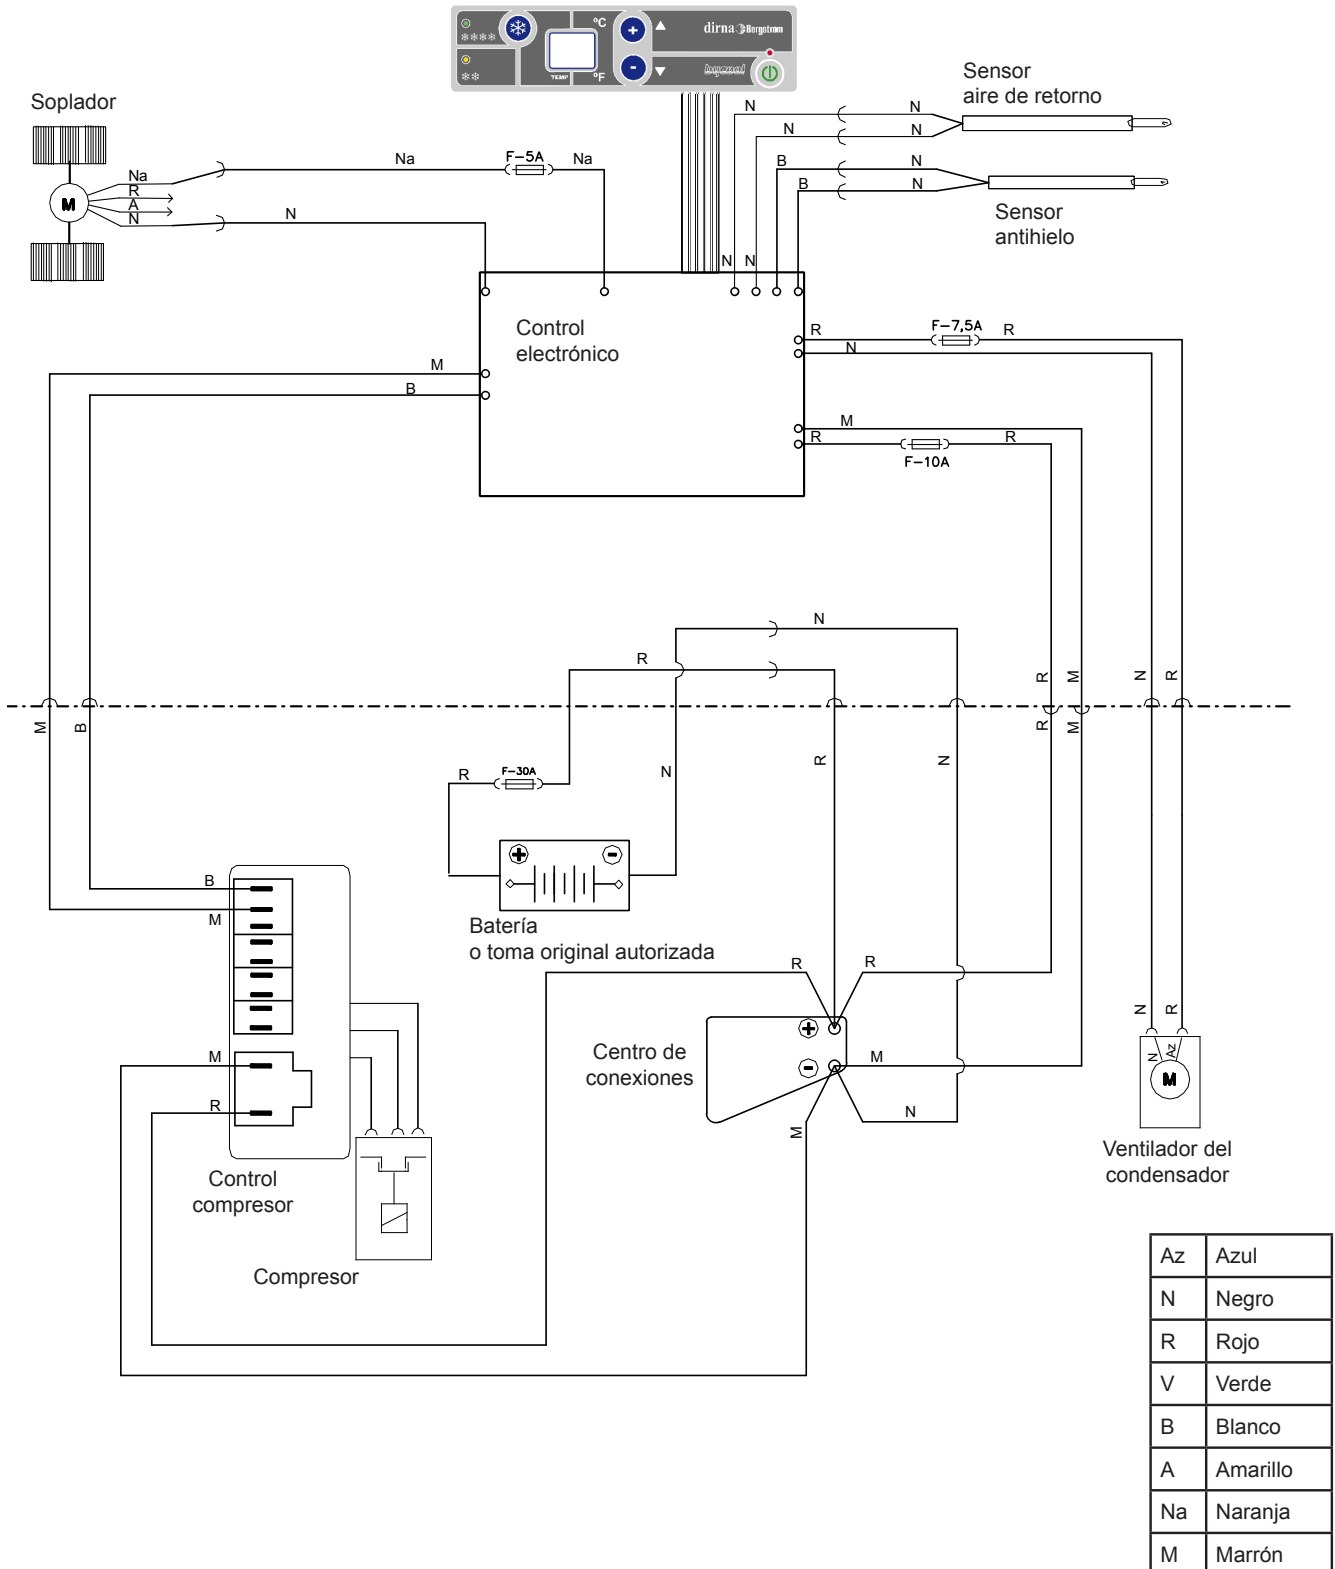 °C
dirna Bergstrom
TEMP
°F
bycool
+
-
Sensor
aire de retorno
N
N
N
N
Soplador
Na
F-5A
Na
Na
R
A
N
N
M
B
N
B
N
Sensor
antihielo
N
N
Control
electrónico
R
F-7,5A
R
N
M
B
M
R
R
F-10A
N
R
R
M
N
R
M
B
R
M
R
F-30A
N
R
N
Batería
o toma original autorizada
B
M
R
R
M
R
Centro de
conexiones
M
N
M
N
R
N
Az
M
Ventilador del
condensador
Control
compresor
Compresor
Az Azul
N Negro
R Rojo
V Verde
B Blanco
A Amarillo
Na Naranja
M Marrón